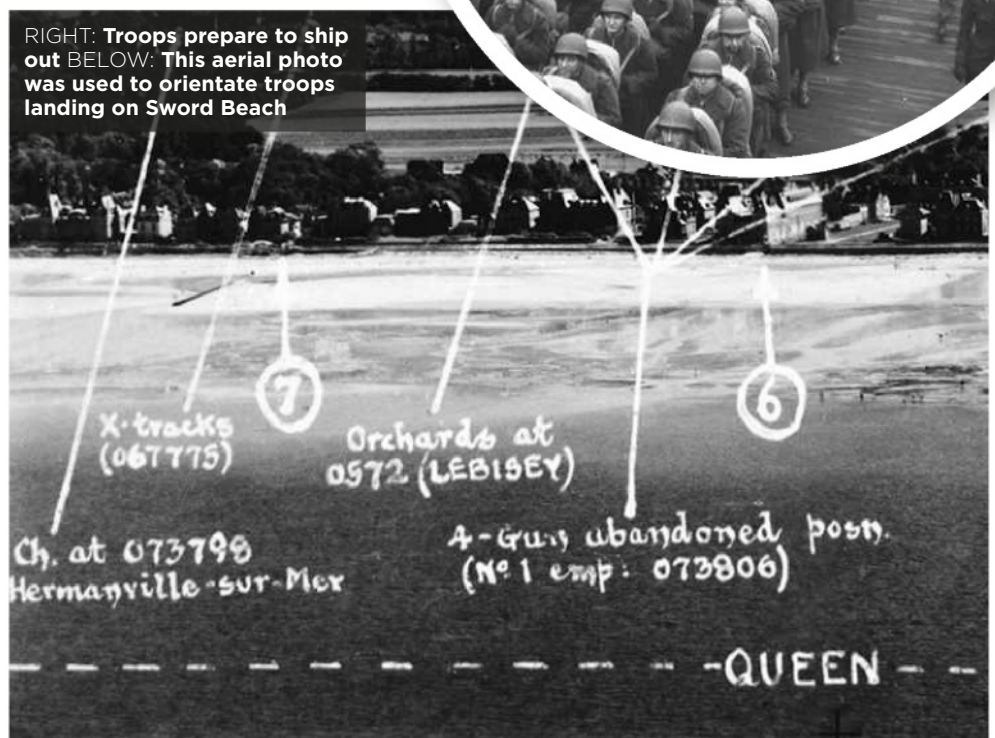 RIGHT: Troops prepare to ship
out BELOW: This aerial photo
was used to orientate troops
landing on Sword Beach
7
6
X-tracks
(067775)
Orchards at
0572 (LEBISEY)
Ch. at 073798
Hermanville-sur-Mer
4-Gun abandoned posn.
(Nº 1 emp: 073806)
QUEEN